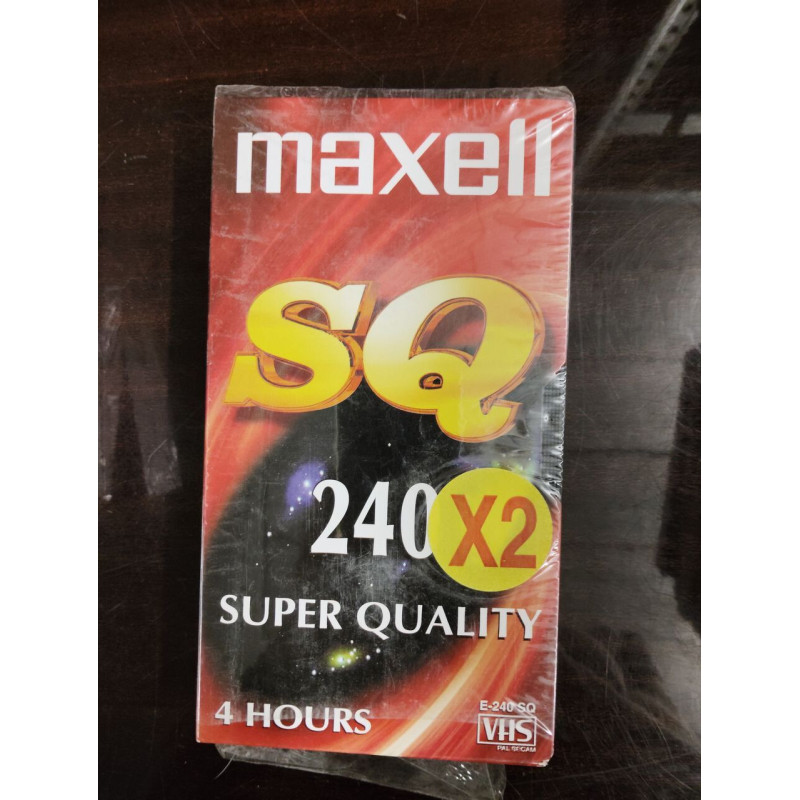 maxell
SQ
240 X2
SUPER QUALITY
4 HOURS
E-240 SQ
VHS
PAL SECAM